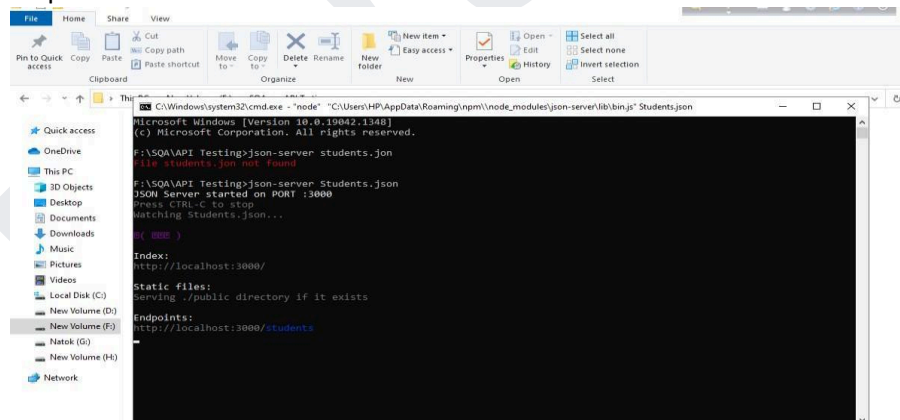 File Home Share View
Pin to Quick access
Copy
Paste
Cut
Copy path
Paste shortcut
Clipboard
Move to
Copy to
Delete
Rename
Organize
New folder
New item
Easy access
New
Properties
Open
Edit
History
Open
Select all
Select none
Invert selection
Select
C:\Windows\system32\cmd.exe - "node" "C:\Users\HP\AppData\Roaming\npm\\node_modules\json-server\lib\bin.js" Students.json
Microsoft Windows [Version 10.0.19042.1348]
(c) Microsoft Corporation. All rights reserved.
F:\SQA\API Testing>json-server students.jon
File students.jon not found
F:\SQA\API Testing>json-server Students.json
JSON Server started on PORT :3000
Press CTRL-C to stop
Watching Students.json...
Index:
http://localhost:3000/
Static files:
Serving ./public directory if it exists
Endpoints:
http://localhost:3000/students
Quick access
OneDrive
This PC
3D Objects
Desktop
Documents
Downloads
Music
Pictures
Videos
Local Disk (C:)
New Volume (D:)
New Volume (F:)
Natok (G:)
New Volume (H:)
Network